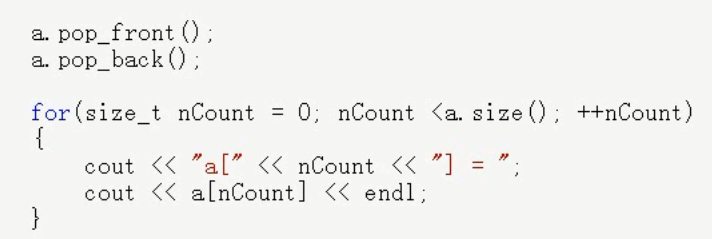 a.pop_front();
a.pop_back();
for(size_t nCount = 0; nCount <a.size(); ++nCount)
{
cout << "a[" << nCount << "] = ";
cout << a[nCount] << endl;
}